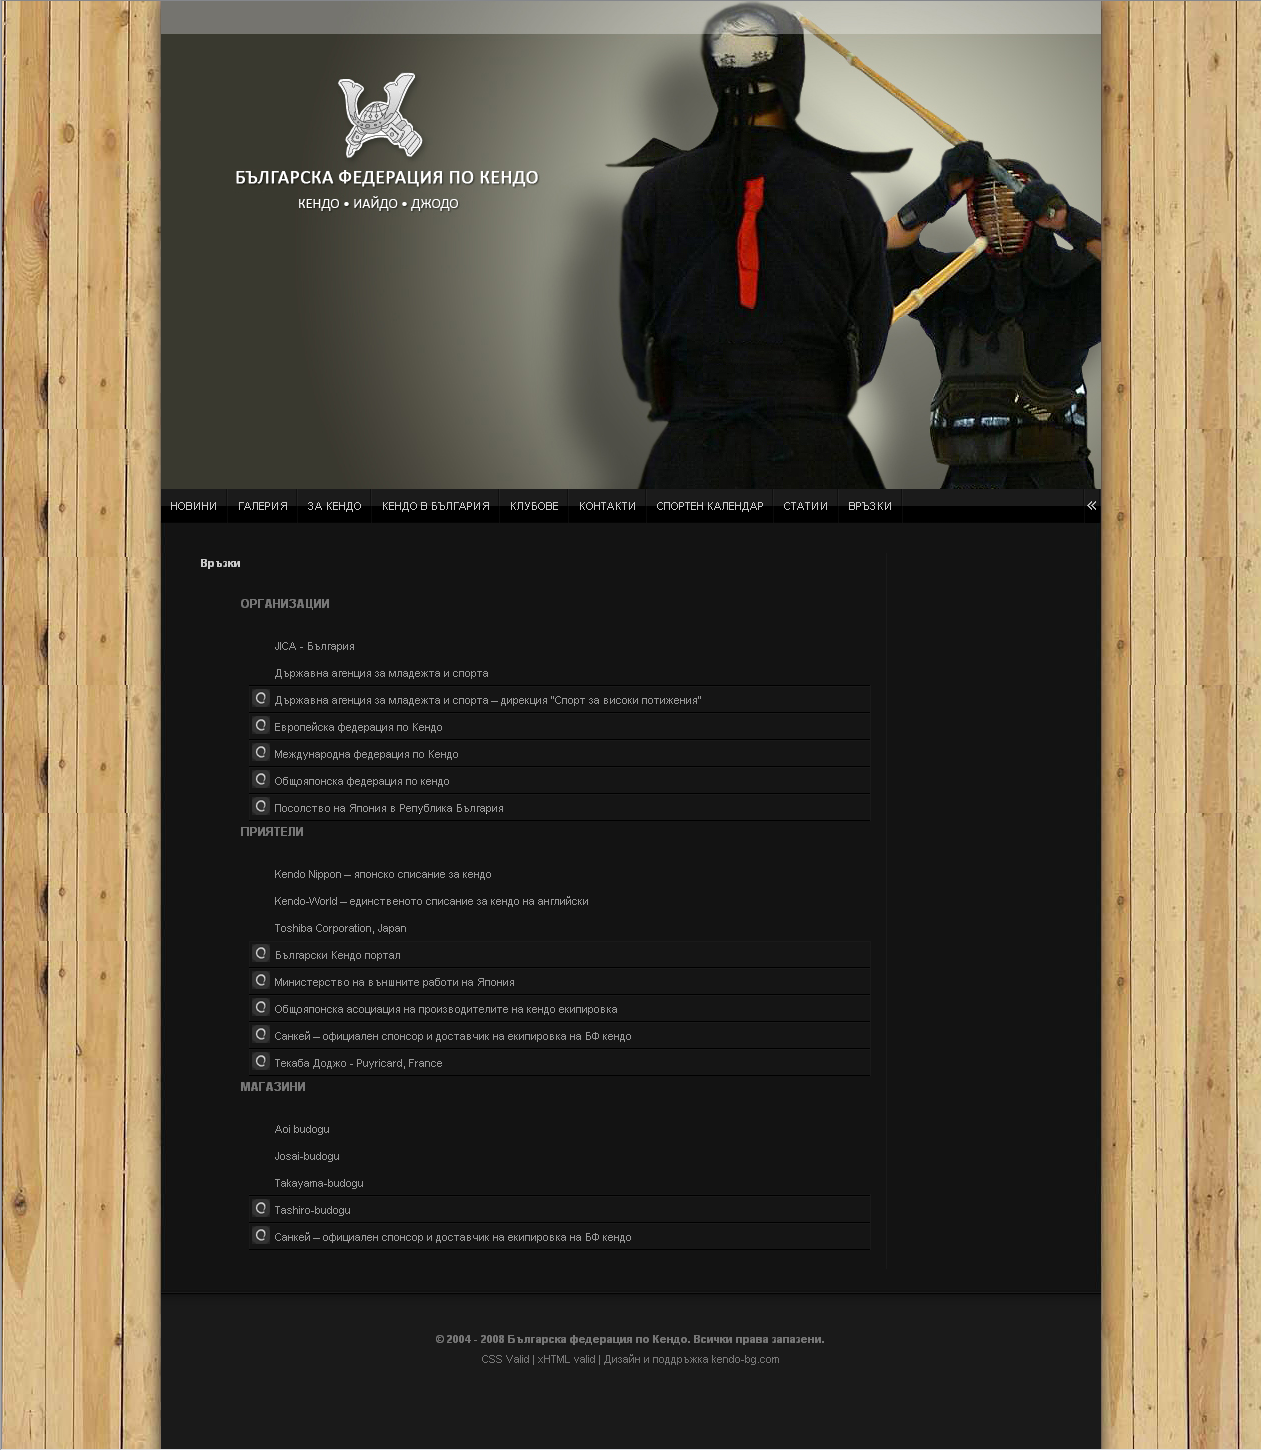 БЪЛГАРСКА ФЕДЕРАЦИЯ ПО КЕНДО
КЕНДО • ИАЙДО • ДЖОДО
НОВИНИ ГАЛЕРИЯ ЗА КЕНДО КЕНДО В БЪЛГАРИЯ КЛУБОВЕ КОНТАКТИ СПОРТЕН КАЛЕНДАР СТАТИИ ВРЪЗКИ «
Връзки
ОРГАНИЗАЦИИ
JICA - България
Държавна агенция за младежта и спорта
Държавна агенция за младежта и спорта – дирекция "Спорт за високи потижения"
Европейска федерация по Кендо
Международна федерация по Кендо
Общояпонска федерация по кендо
Посолство на Япония в Република България
ПРИЯТЕЛИ
Kendo Nippon – японско списание за кендо
Kendo-World – единственото списание за кендо на английски
Toshiba Corporation, Japan
Български Кендо портал
Министерство на външните работи на Япония
Общояпонска асоциация на производителите на кендо екипировка
Санкей – официален спонсор и доставчик на екипировка на БФ кендо
Текаба Доджо - Puyricard, France
МАГАЗИНИ
Aoi budogu
Josai-budogu
Takayama-budogu
Tashiro-budogu
Санкей – официален спонсор и доставчик на екипировка на БФ кендо
© 2004 - 2008 Българска федерация по Кендо. Всички права запазени.
CSS Valid | xHTML valid | Дизайн и поддръжка kendo-bg.com